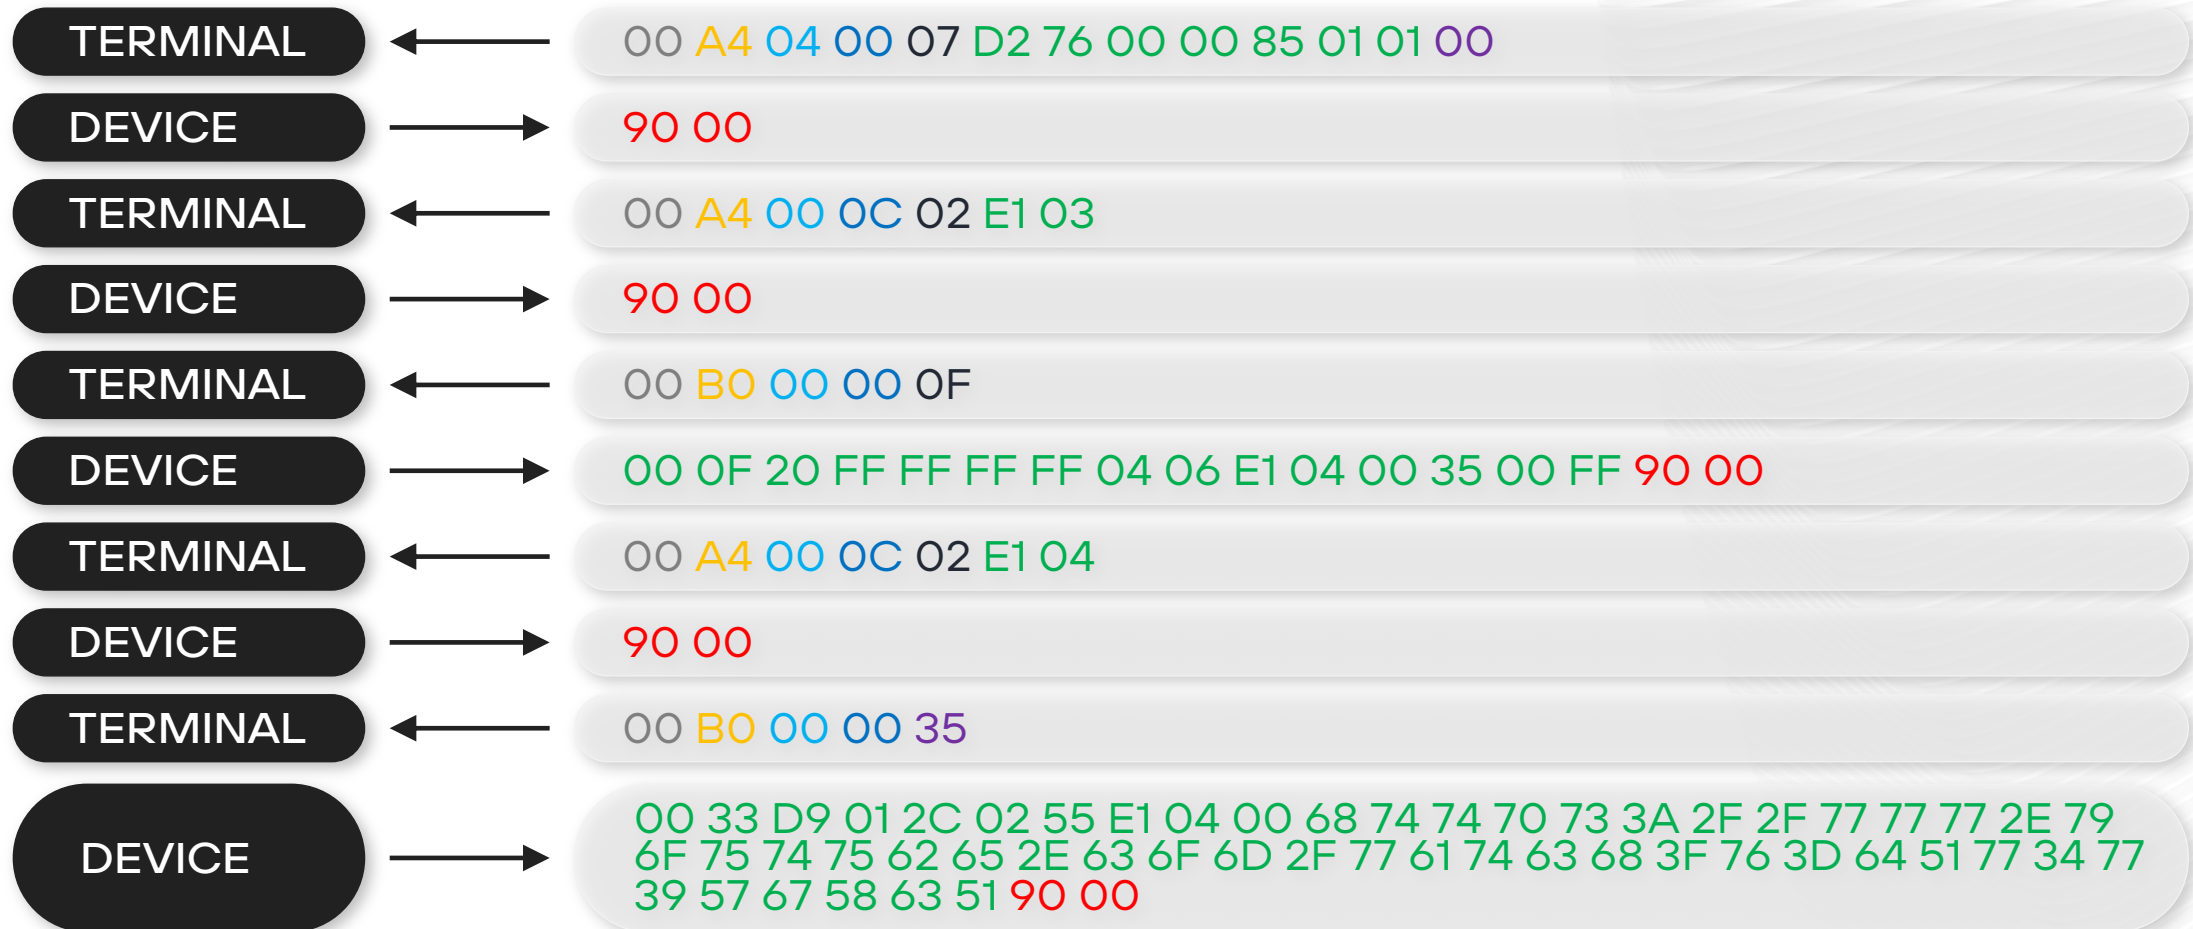 TERMINAL 00 A4 04 00 07 D2 76 00 00 85 01 01 00
DEVICE 90 00
TERMINAL 00 A4 00 0C 02 E1 03
DEVICE 90 00
TERMINAL 00 B0 00 00 0F
DEVICE 00 0F 20 FF FF FF FF 04 06 E1 04 00 35 00 FF 90 00
TERMINAL 00 A4 00 0C 02 E1 04
DEVICE 90 00
TERMINAL 00 B0 00 00 35
DEVICE
00 33 D9 01 2C 02 55 E1 04 00 68 74 74 70 73 3A 2F 2F 77 77 77 2E 79
6F 75 74 75 62 65 2E 63 6F 6D 2F 77 61 74 63 68 3F 76 3D 64 51 77 34 77
39 57 67 58 63 51 90 00